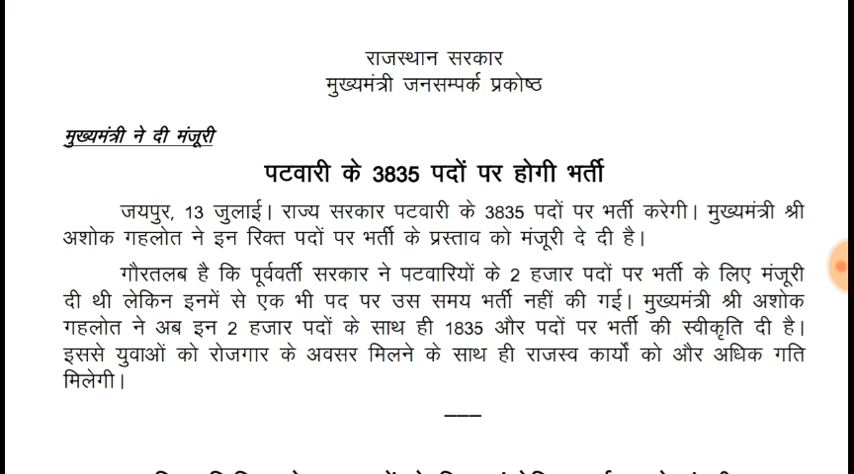 राजस्थान सरकार
मुख्यमंत्री जनसम्पर्क प्रकोष्ठ
मुख्यमंत्री ने दी मंजूरी
पटवारी के 3835 पदों पर होगी भर्ती
जयपुर, 13 जुलाई। राज्य सरकार पटवारी के 3835 पदों पर भर्ती करेगी। मुख्यमंत्री श्री
अशोक गहलोत ने इन रिक्त पदों पर भर्ती के प्रस्ताव को मंजूरी दे दी है।
गौरतलब है कि पूर्ववर्ती सरकार ने पटवारियों के 2 हजार पदों पर भर्ती के लिए मंजूरी
दी थी लेकिन इनमें से एक भी पद पर उस समय भर्ती नहीं की गई। मुख्यमंत्री श्री अशोक
गहलोत ने अब इन 2 हजार पदों के साथ ही 1835 और पदों पर भर्ती की स्वीकृति दी है।
इससे युवाओं को रोजगार के अवसर मिलने के साथ ही राजस्व कार्यों को और अधिक गति
मिलेगी।